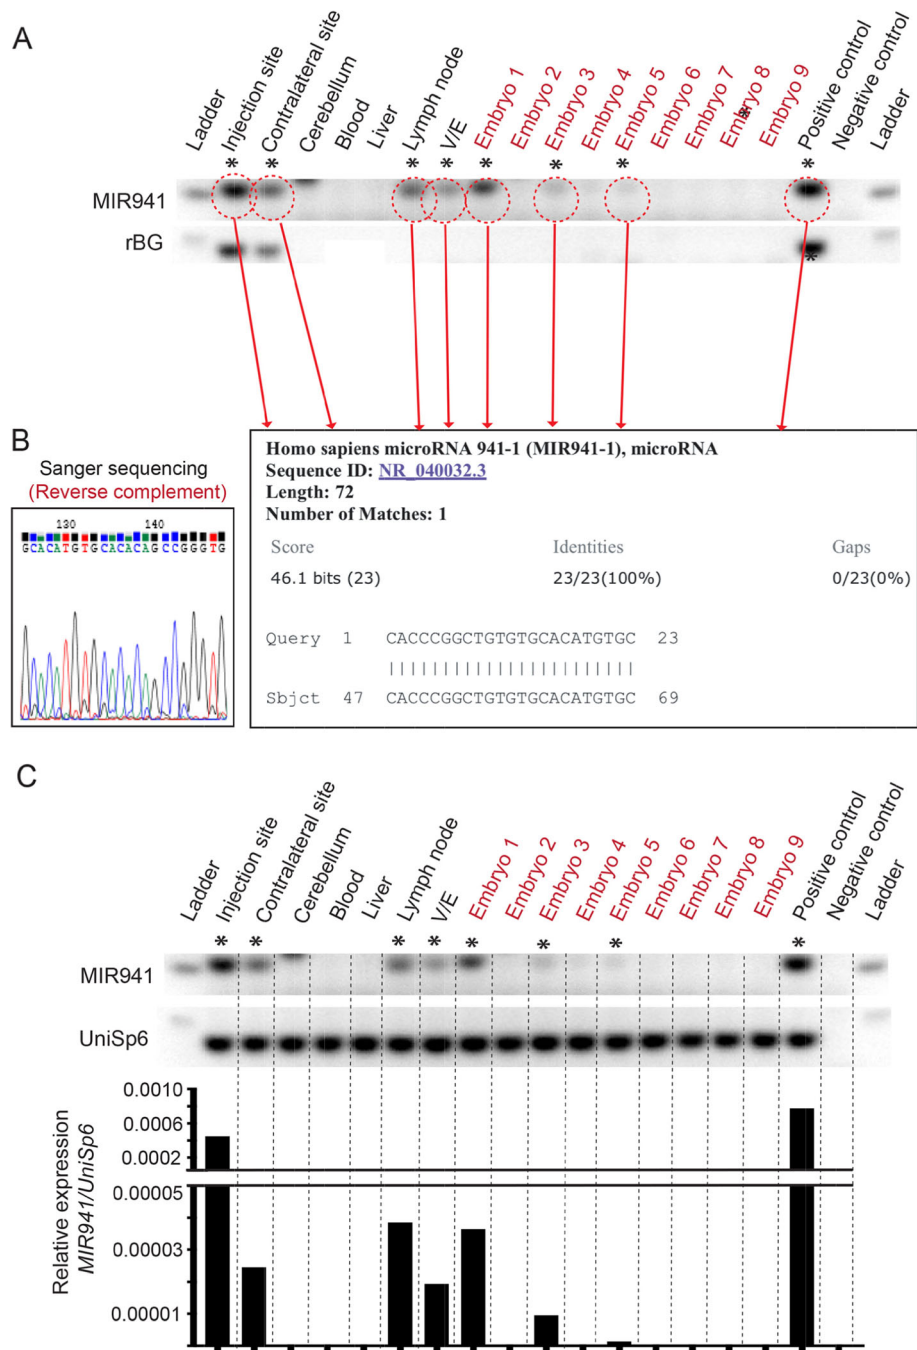 A
Ladder
Injection site
Contralateral site
Cerebellum
Blood
Liver
Lymph node
V/E
Embryo 1
Embryo 2
Embryo 3
Embryo 4
Embryo 5
Embryo 6
Embryo 7
Embryo 8
Embryo 9
Positive control
Negative control
Ladder
* * * * * * * * *
MIR941
rBG
*
B
Sanger sequencing
(Reverse complement)
130 140
GCACATGTGCACACAGCCGGGTG
Homo sapiens microRNA 941-1 (MIR941-1), microRNA
Sequence ID: NR_040032.3
Length: 72
Number of Matches: 1
Score Identities Gaps
46.1 bits (23) 23/23(100%) 0/23(0%)
Query 1 CACCCGGCTGTGTGCACATGTGC 23
|||||||||||||||||||||||
Sbjct 47 CACCCGGCTGTGTGCACATGTGC 69
C
Ladder
Injection site
Contralateral site
Cerebellum
Blood
Liver
Lymph node
V/E
Embryo 1
Embryo 2
Embryo 3
Embryo 4
Embryo 5
Embryo 6
Embryo 7
Embryo 8
Embryo 9
Positive control
Negative control
Ladder
* * * * * * * *
MIR941
UniSp6
Relative expression
MIR941/UniSp6
0.0010
0.0006
0.0002
0.00005
0.00003
0.00001